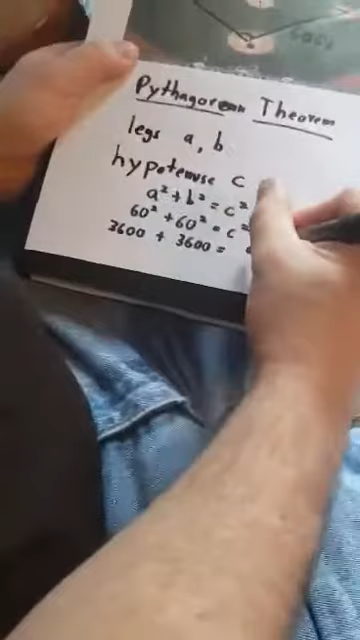 Pythagorean Theorem
legs a, b
hypotenuse c
a² + b² = c²
60² + 60² = c²
3600 + 3600 =